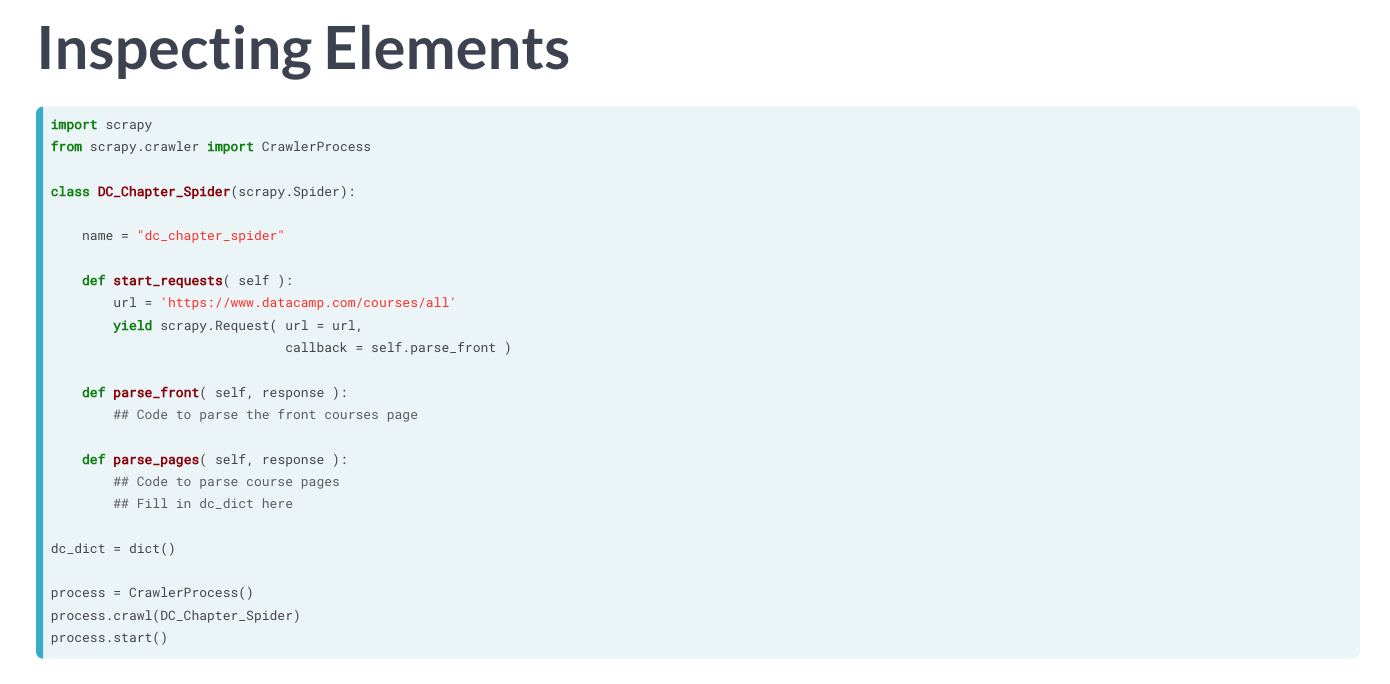 Inspecting Elements
import scrapy
from scrapy.crawler import CrawlerProcess
class DC_Chapter_Spider(scrapy.Spider):
    name = "dc_chapter_spider"
    def start_requests( self ):
        url = 'https://www.datacamp.com/courses/all'
        yield scrapy.Request( url = url,
                              callback = self.parse_front )
    def parse_front( self, response ):
        ## Code to parse the front courses page
    def parse_pages( self, response ):
        ## Code to parse course pages
        ## Fill in dc_dict here
dc_dict = dict()
process = CrawlerProcess()
process.crawl(DC_Chapter_Spider)
process.start()